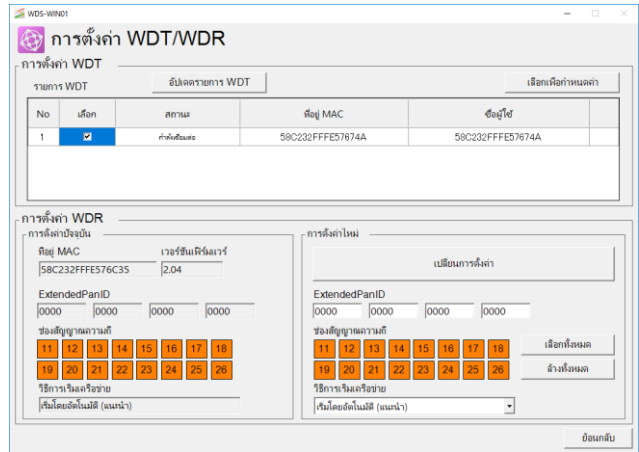 WDS-WIN01
การตั้งค่า WDT/WDR
การตั้งค่า WDT
รายการ WDT อัปเดตรายการ WDT เลือกเพื่อกำหนดค่า
No เลือก สถานะ ที่อยู่ MAC ชื่อผู้ใช้
1 กำลังเชื่อมต่อ 58C232FFFE57674A 58C232FFFE57674A
การตั้งค่า WDR
การตั้งค่าปัจจุบัน
ที่อยู่ MAC เวอร์ชันเฟิร์มแวร์
58C232FFFE576C35 2.04
ExtendedPanID
0000 0000 0000 0000
ช่องสัญญาณความถี่
11 12 13 14 15 16 17 18
19 20 21 22 23 24 25 26
วิธีการเริ่มเครือข่าย
เริ่มโดยอัตโนมัติ (แนะนำ)
การตั้งค่าใหม่
เปลี่ยนการตั้งค่า
ExtendedPanID
0000 0000 0000 0000
ช่องสัญญาณความถี่
11 12 13 14 15 16 17 18 เลือกทั้งหมด
19 20 21 22 23 24 25 26 ล้างทั้งหมด
วิธีการเริ่มเครือข่าย
เริ่มโดยอัตโนมัติ (แนะนำ)
ย้อนกลับ